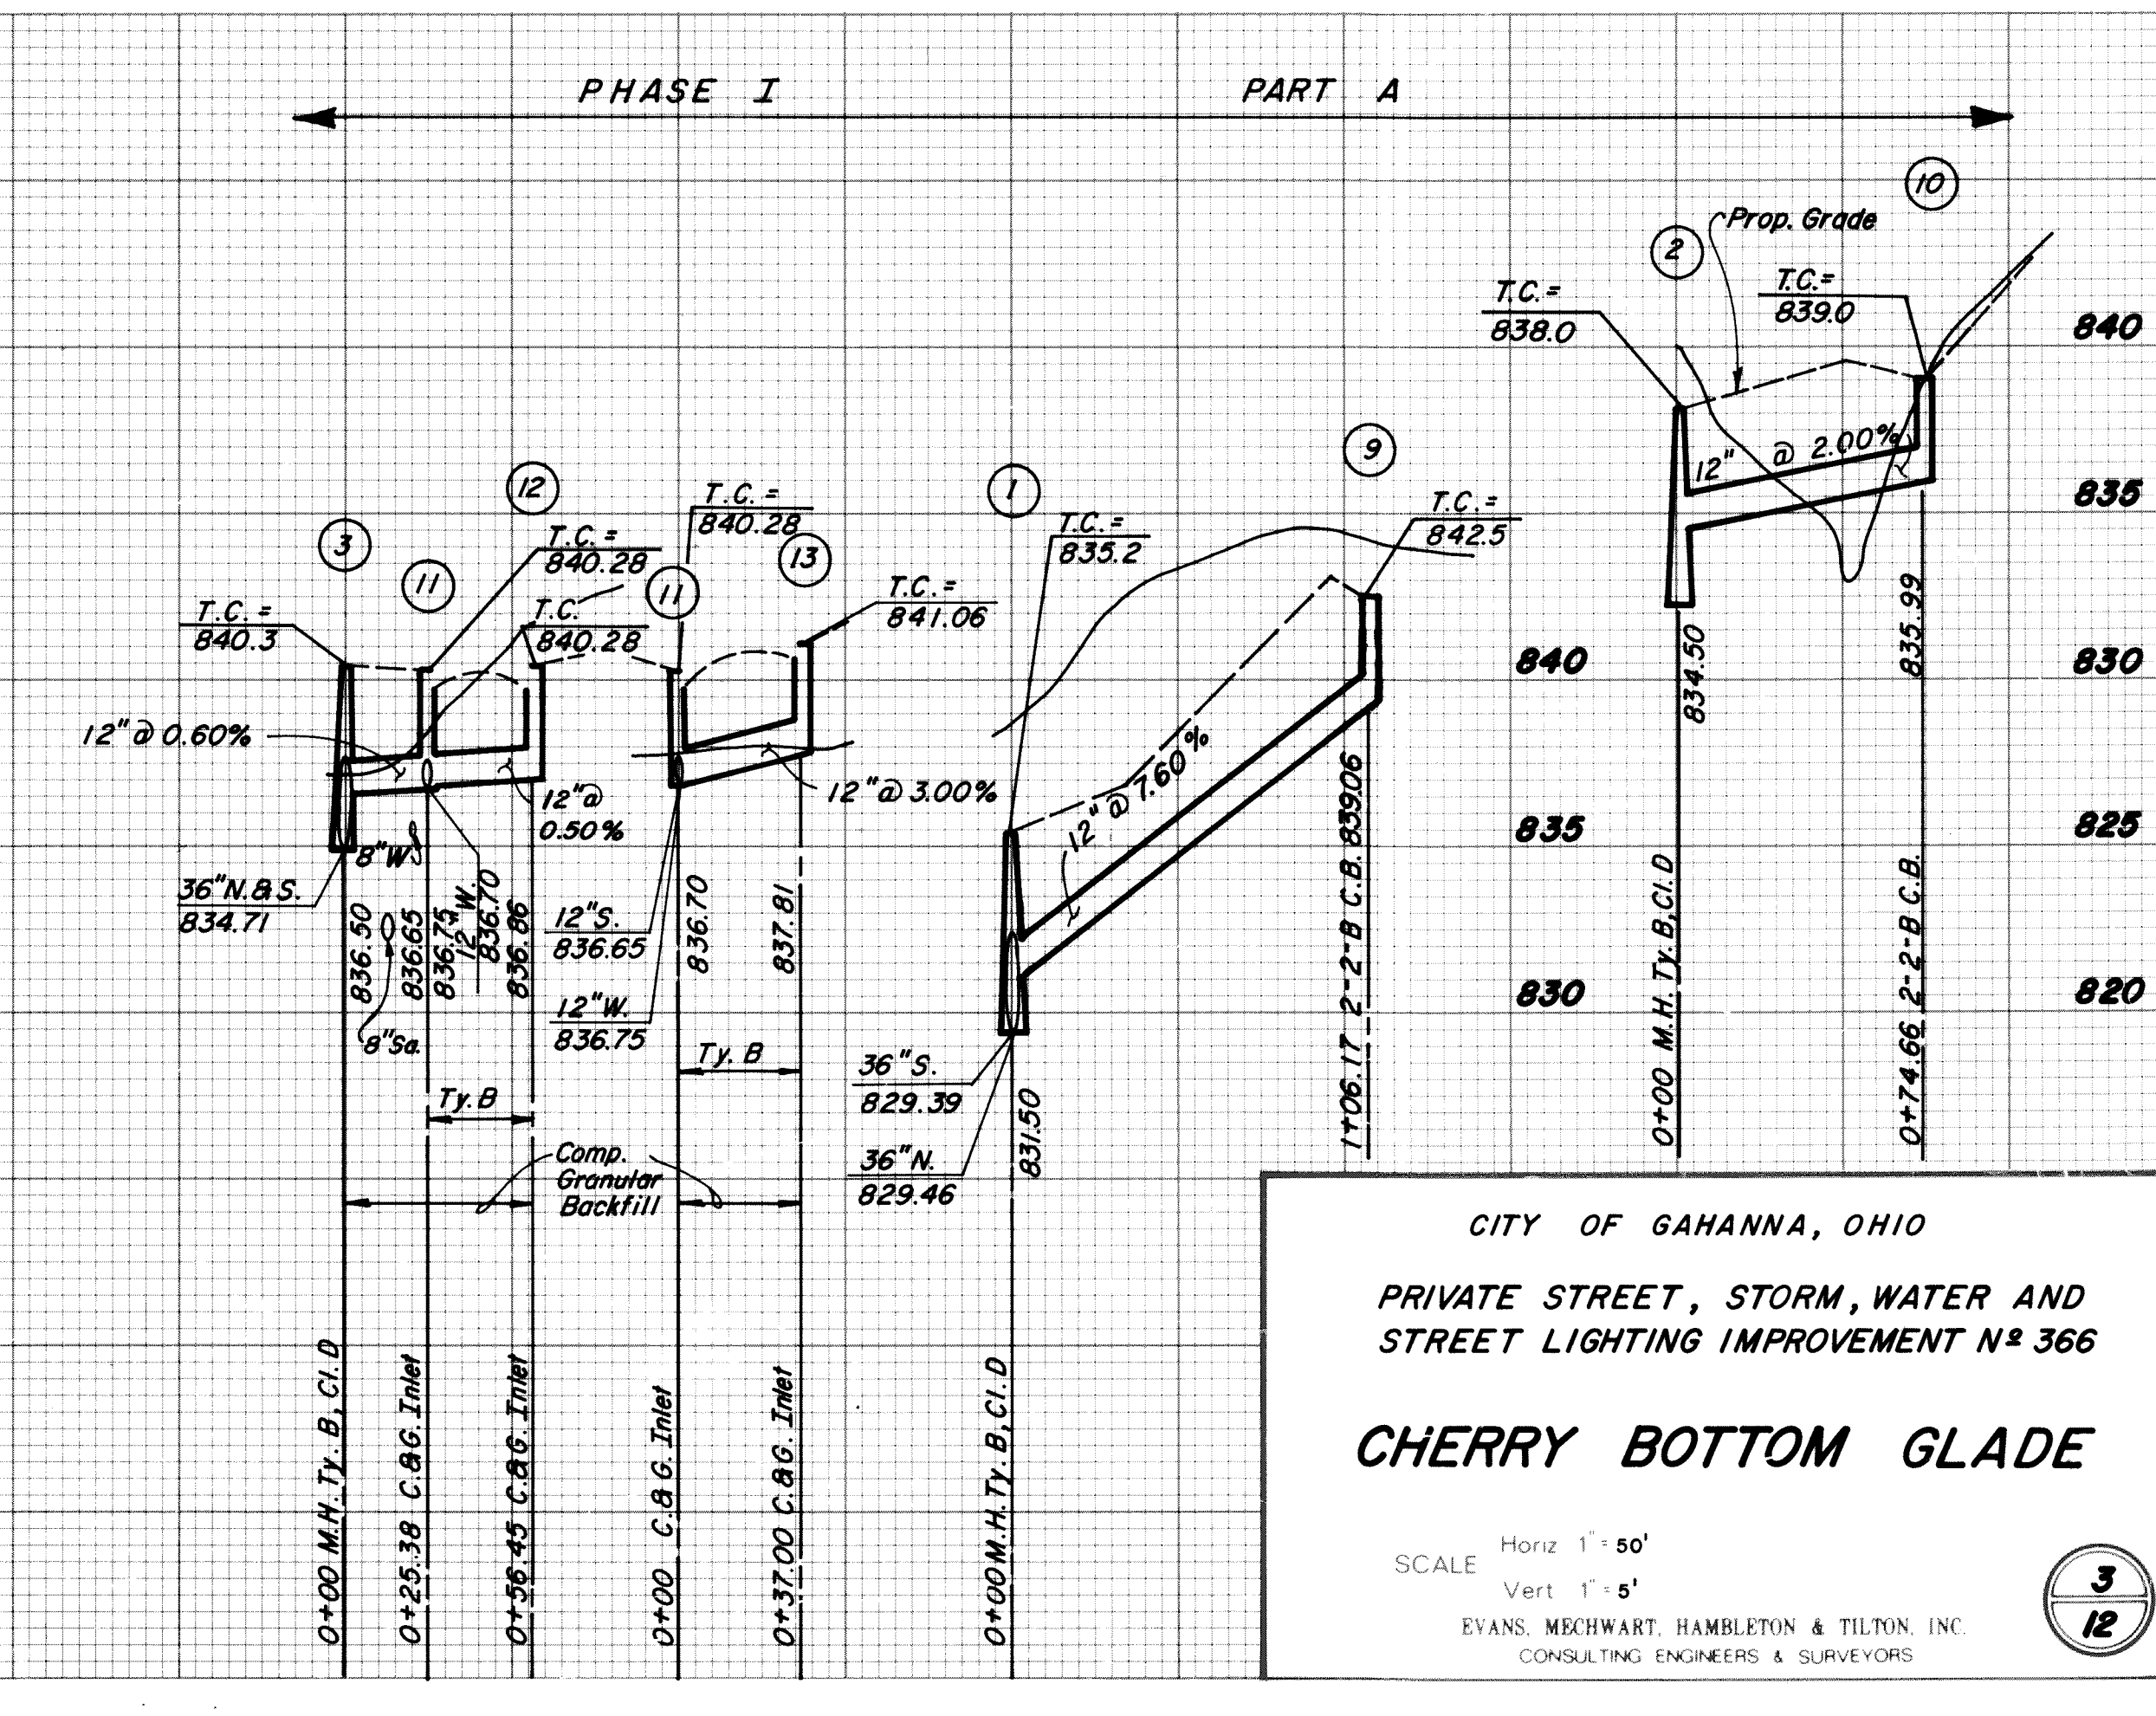 PHASE I PART A
10
2
Prop. Grade
T.C.=
838.0
T.C.=
839.0
840
12" @ 2.00%
835
9
1
12
T.C.=
840.28
T.C.=
842.5
T.C.=
835.2
3
T.C.=
840.28
13
11
11
T.C.
840.28
T.C.=
841.06
T.C.=
840.3
840
834.50
835.99
830
12"@ 0.60%
12"@
0.50%
12"@ 3.00%
12" @ 7.60%
835
825
8"W.
36"N.&S.
834.71
836.50
836.65
836.75
12"W.
836.70
836.86
12"S.
836.65
836.70
837.81
12"W.
836.75
830
820
8"Sa.
Ty. B
Ty. B
36"S.
829.39
36"N.
829.46
831.50
1+06.17 2-2-B C.B. 839.06
0+00 M.H. Ty. B, Cl. D
0+74.66 2-2-B C.B.
Comp.
Granular
Backfill
0+00 M.H. Ty. B, Cl. D
0+25.38 C.&G. Inlet
0+56.45 C.&G. Inlet
0+00 C.&G. Inlet
0+37.00 C.&G. Inlet
0+00 M.H. Ty. B, Cl. D
CITY OF GAHANNA, OHIO
PRIVATE STREET, STORM, WATER AND
STREET LIGHTING IMPROVEMENT Nº 366
CHERRY BOTTOM GLADE
SCALE
Horiz 1" = 50'
Vert 1" = 5'
EVANS, MECHWART, HAMBLETON & TILTON, INC.
CONSULTING ENGINEERS & SURVEYORS
3
12